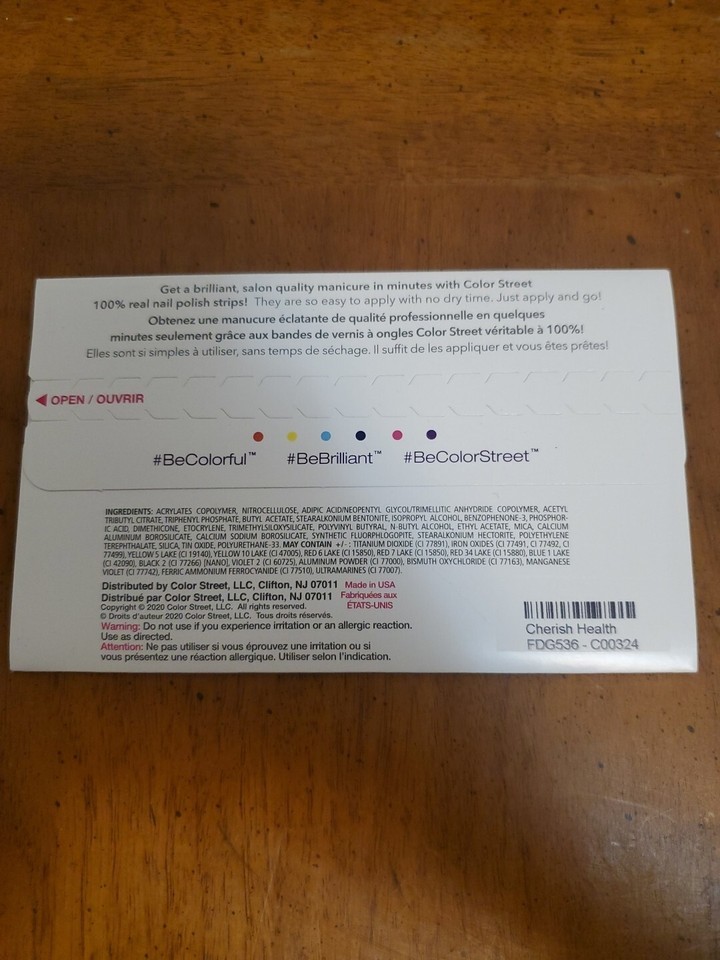 Get a brilliant, salon quality manicure in minutes with Color Street
100% real nail polish strips! They are so easy to apply with no dry time. Just apply and go!
Obtenez une manucure éclatante de qualité professionnelle en quelques
minutes seulement grâce aux bandes de vernis à ongles Color Street véritable à 100%!
Elles sont si simples à utiliser, sans temps de séchage. Il suffit de les appliquer et vous êtes prêtes!
OPEN / OUVRIR
#BeColorful™ #BeBrilliant™ #BeColorStreet™
INGREDIENTS: ACRYLATES COPOLYMER, NITROCELLULOSE, ADIPIC ACID/NEOPENTYL GLYCOL/TRIMELLITIC ANHYDRIDE COPOLYMER, ACETYL
TRIBUTYL CITRATE, TRIPHENYL PHOSPHATE, BUTYL ACETATE, STEARALKONIUM BENTONITE, ISOPROPYL ALCOHOL, BENZOPHENONE-3, PHOSPHOR-
IC ACID, DIMETHICONE, ETOCRYLENE, TRIMETHYLSILOXYSILICATE, POLYVINYL BUTYRAL, N-BUTYL ALCOHOL, ETHYL ACETATE, MICA, CALCIUM
ALUMINUM BOROSILICATE, CALCIUM SODIUM BOROSILICATE, SYNTHETIC FLUORPHLOGOPITE, STEARALKONIUM HECTORITE, POLYETHYLENE
TEREPHTHALATE, SILICA, TIN OXIDE, POLYURETHANE-33. MAY CONTAIN +/- : TITANIUM DIOXIDE (CI 77891), IRON OXIDES (CI 77491, CI 77492, CI
77499), YELLOW 5 LAKE (CI 19140), YELLOW 10 LAKE (CI 47005), RED 6 LAKE (CI 15850), RED 7 LAKE (CI 15850), RED 34 LAKE (CI 15880), BLUE 1 LAKE
(CI 42090), BLACK 2 (CI 77266) [NANO], VIOLET 2 (CI 60725), ALUMINUM POWDER (CI 77000), BISMUTH OXYCHLORIDE (CI 77163), MANGANESE
VIOLET (CI 77742), FERRIC AMMONIUM FERROCYANIDE (CI 77510), ULTRAMARINES (CI 77007).
Distributed by Color Street, LLC, Clifton, NJ 07011 Made in USA
Distribué par Color Street, LLC, Clifton, NJ 07011 Fabriquées aux
Copyright © 2020 Color Street, LLC. All rights reserved. ÉTATS-UNIS
© Droits d'auteur 2020 Color Street, LLC. Tous droits réservés.
Warning: Do not use if you experience irritation or an allergic reaction.
Use as directed.
Attention: Ne pas utiliser si vous éprouvez une irritation ou si
vous présentez une réaction allergique. Utiliser selon l'indication.
Cherish Health
FDG536 - C00324